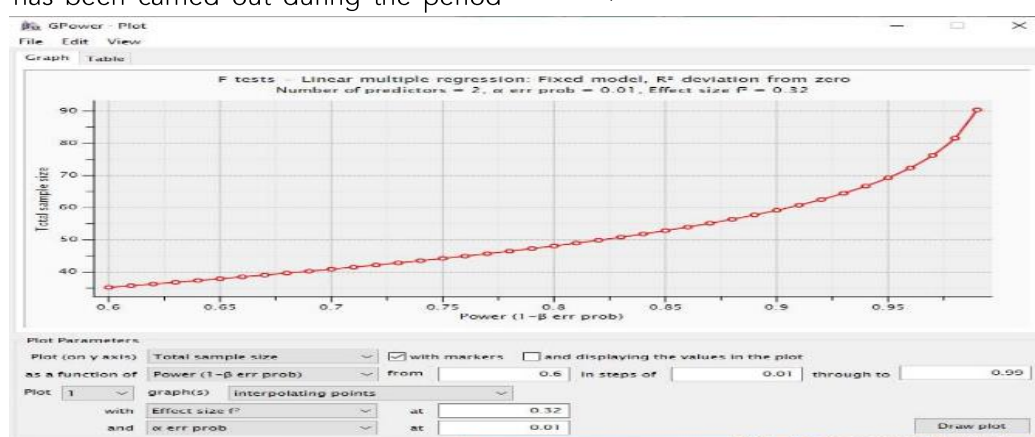 has been carried out during the period
GPower - Plot
File Edit View
Graph Table
F tests - Linear multiple regression: Fixed model, R² deviation from zero
Number of predictors = 2, α err prob = 0.01, Effect size f² = 0.32
90
80
70
60
50
40
Total sample size
0.6 0.65 0.7 0.75 0.8 0.85 0.9 0.95
Power (1-β err prob)
Plot Parameters
Plot (on y axis) Total sample size with markers and displaying the values in the plot
as a function of Power (1-β err prob) from 0.6 in steps of 0.01 through to 0.99
Plot 1 graph(s) interpolating points
with Effect size f² at 0.32
and α err prob at 0.01 Draw plot